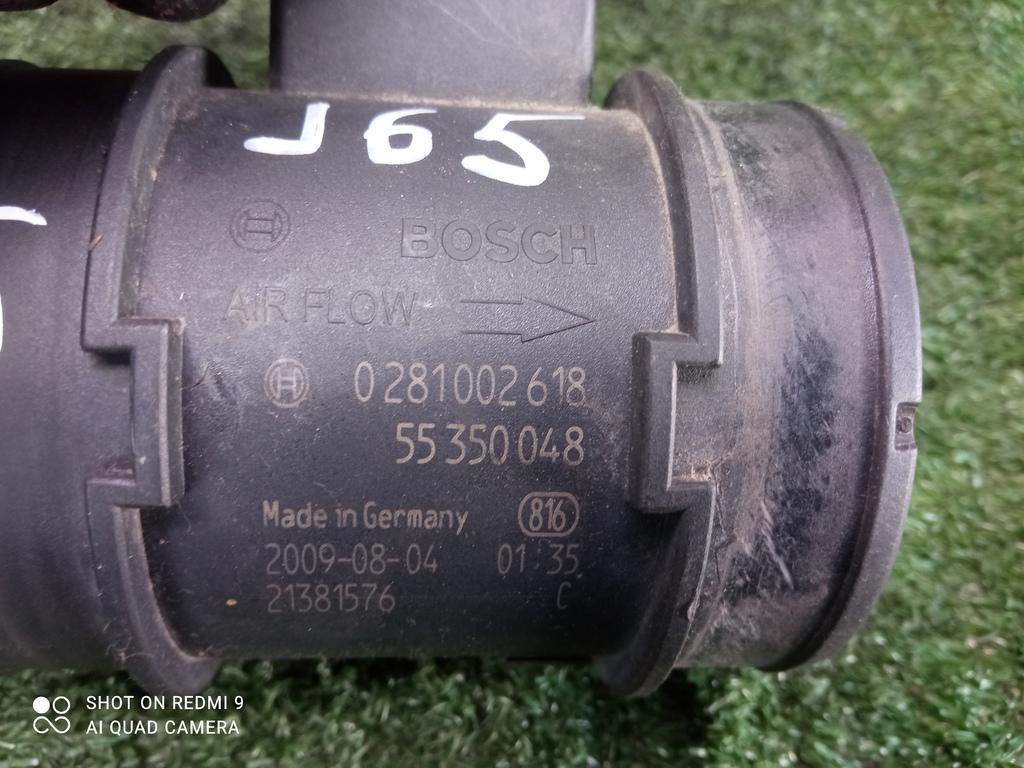 J65
BOSCH
AIR FLOW
0 281 002 618
55 350 048
Made in Germany 816
2009-08-04 01:35
21381576 C
SHOT ON REDMI 9
AI QUAD CAMERA